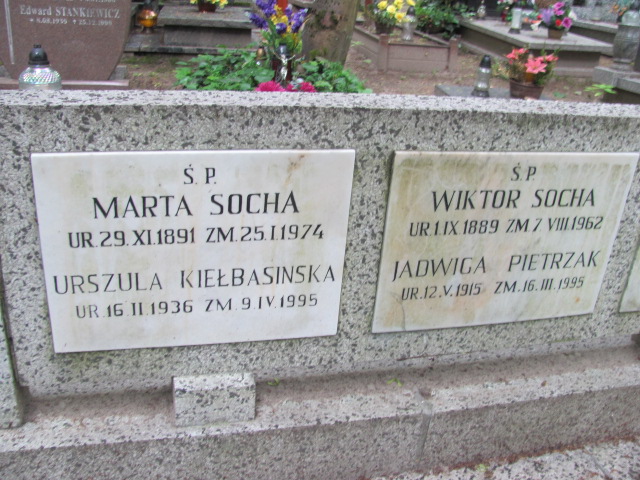 Edward STANKIEWICZ
Ś. P.
MARTA SOCHA
UR.29.XI.1891 ZM.25.I.1974
URSZULA KIEŁBASIŃSKA
UR 16 II 1936 ZM. 9.IV.1995
Ś. P.
WIKTOR SOCHA
UR.1.IX 1889 ZM.7 VIII.1962
JADWIGA PIETRZAK
UR.12.V.1915 ZM.16.III.1995